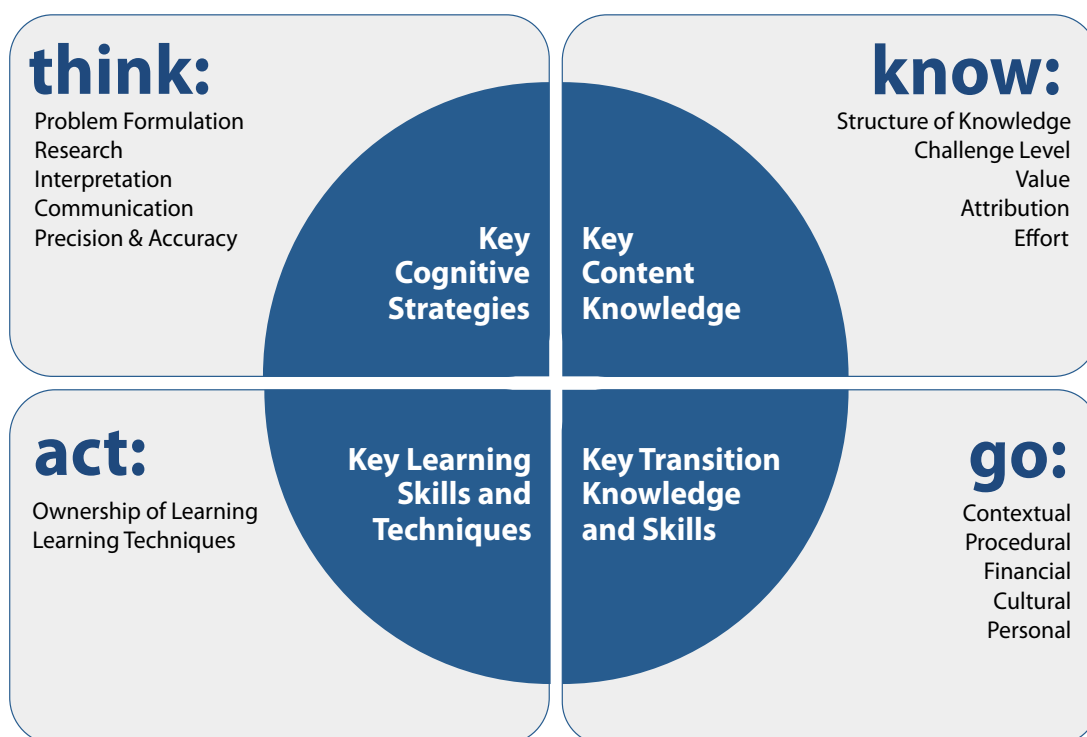 think:
Problem Formulation
Research
Interpretation
Communication
Precision & Accuracy
Key
Cognitive
Strategies
know:
Structure of Knowledge
Challenge Level
Value
Attribution
Effort
Key
Content
Knowledge
act:
Ownership of Learning
Learning Techniques
Key Learning
Skills and
Techniques
go:
Contextual
Procedural
Financial
Cultural
Personal
Key Transition
Knowledge
and Skills